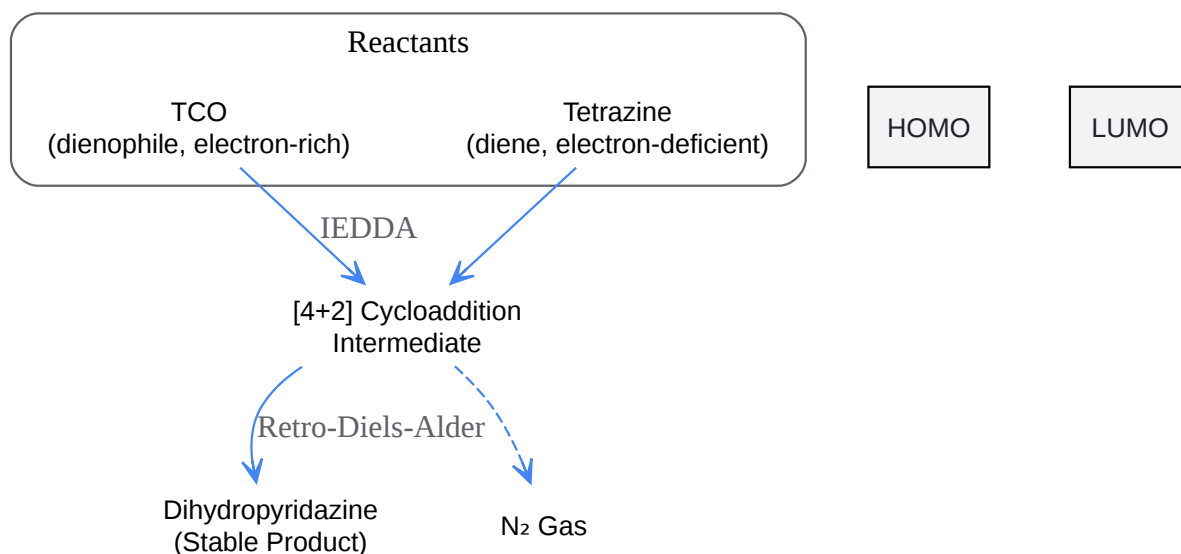 Reactants
TCO
(dienophile, electron-rich)
Tetrazine
(diene, electron-deficient)
HOMO
LUMO
IEDDA
[4+2] Cycloaddition
Intermediate
Retro-Diels-Alder
Dihydropyridazine
(Stable Product)
N₂ Gas